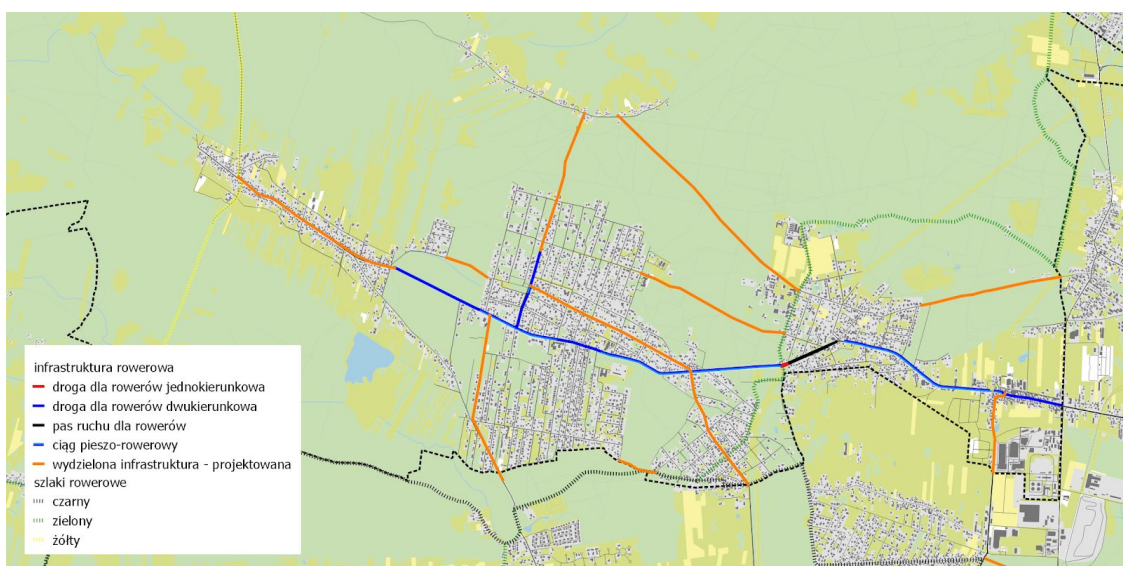 infrastruktura rowerowa
droga dla rowerów jednokierunkowa
droga dla rowerów dwukierunkowa
pas ruchu dla rowerów
ciąg pieszo-rowerowy
wydzielona infrastruktura - projektowana
szlaki rowerowe
czarny
zielony
żółty